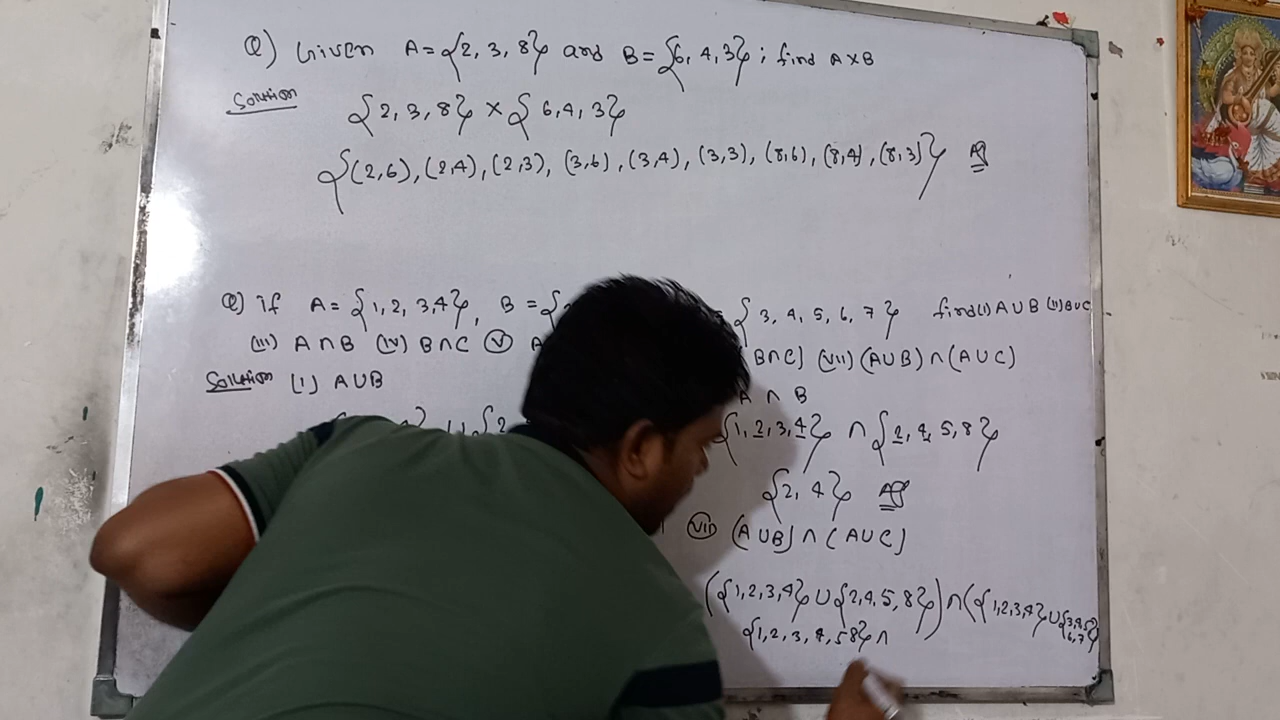 Q) Given A = {2, 3, 8} and B = {6, 4, 3} ; find A×B
Solution
{2, 3, 8} × {6, 4, 3}
{(2,6), (2,4), (2,3), (3,6), (3,4), (3,3), (8,6), (8,4), (8,3)}
Q) if A = {1, 2, 3, 4}, B = { {3, 4, 5, 6, 7} find (i) A∪B (ii) B∪C
(iii) A∩B (iv) B∩C (v) A B∩C) (vii) (A∪B) ∩ (A∪C)
Solution (i) A∪B
A ∩ B
∪ {2
{1, 2, 3, 4} ∩ {2, 4, 5, 8}
{2, 4}
(vii) (A∪B) ∩ (A∪C)
({1,2,3,4} ∪ {2,4,5,8}) ∩ ({1,2,3,4} ∪ {3,4,5
6,7}
{1, 2, 3, 4, 5 8} ∩